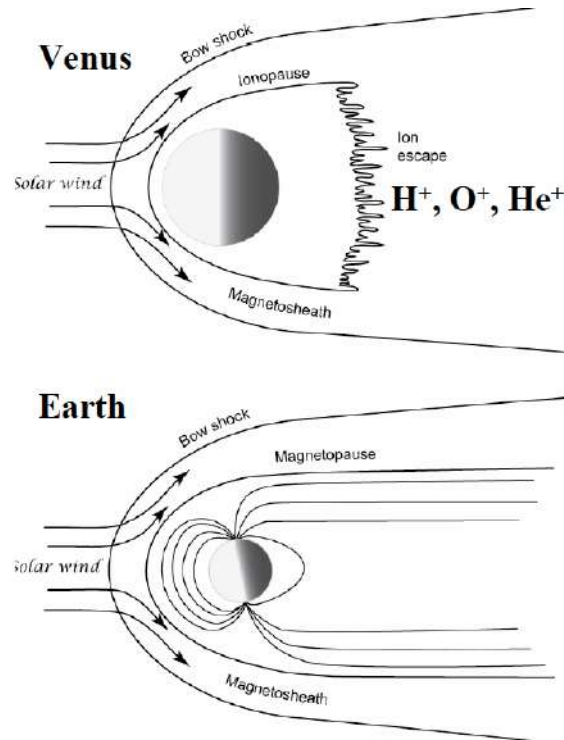 Venus
Bow shock
Ionopause
Ion
escape
Solar wind
H⁺, O⁺, He⁺
Magnetosheath
Earth
Bow shock
Magnetopause
Solar wind
Magnetosheath